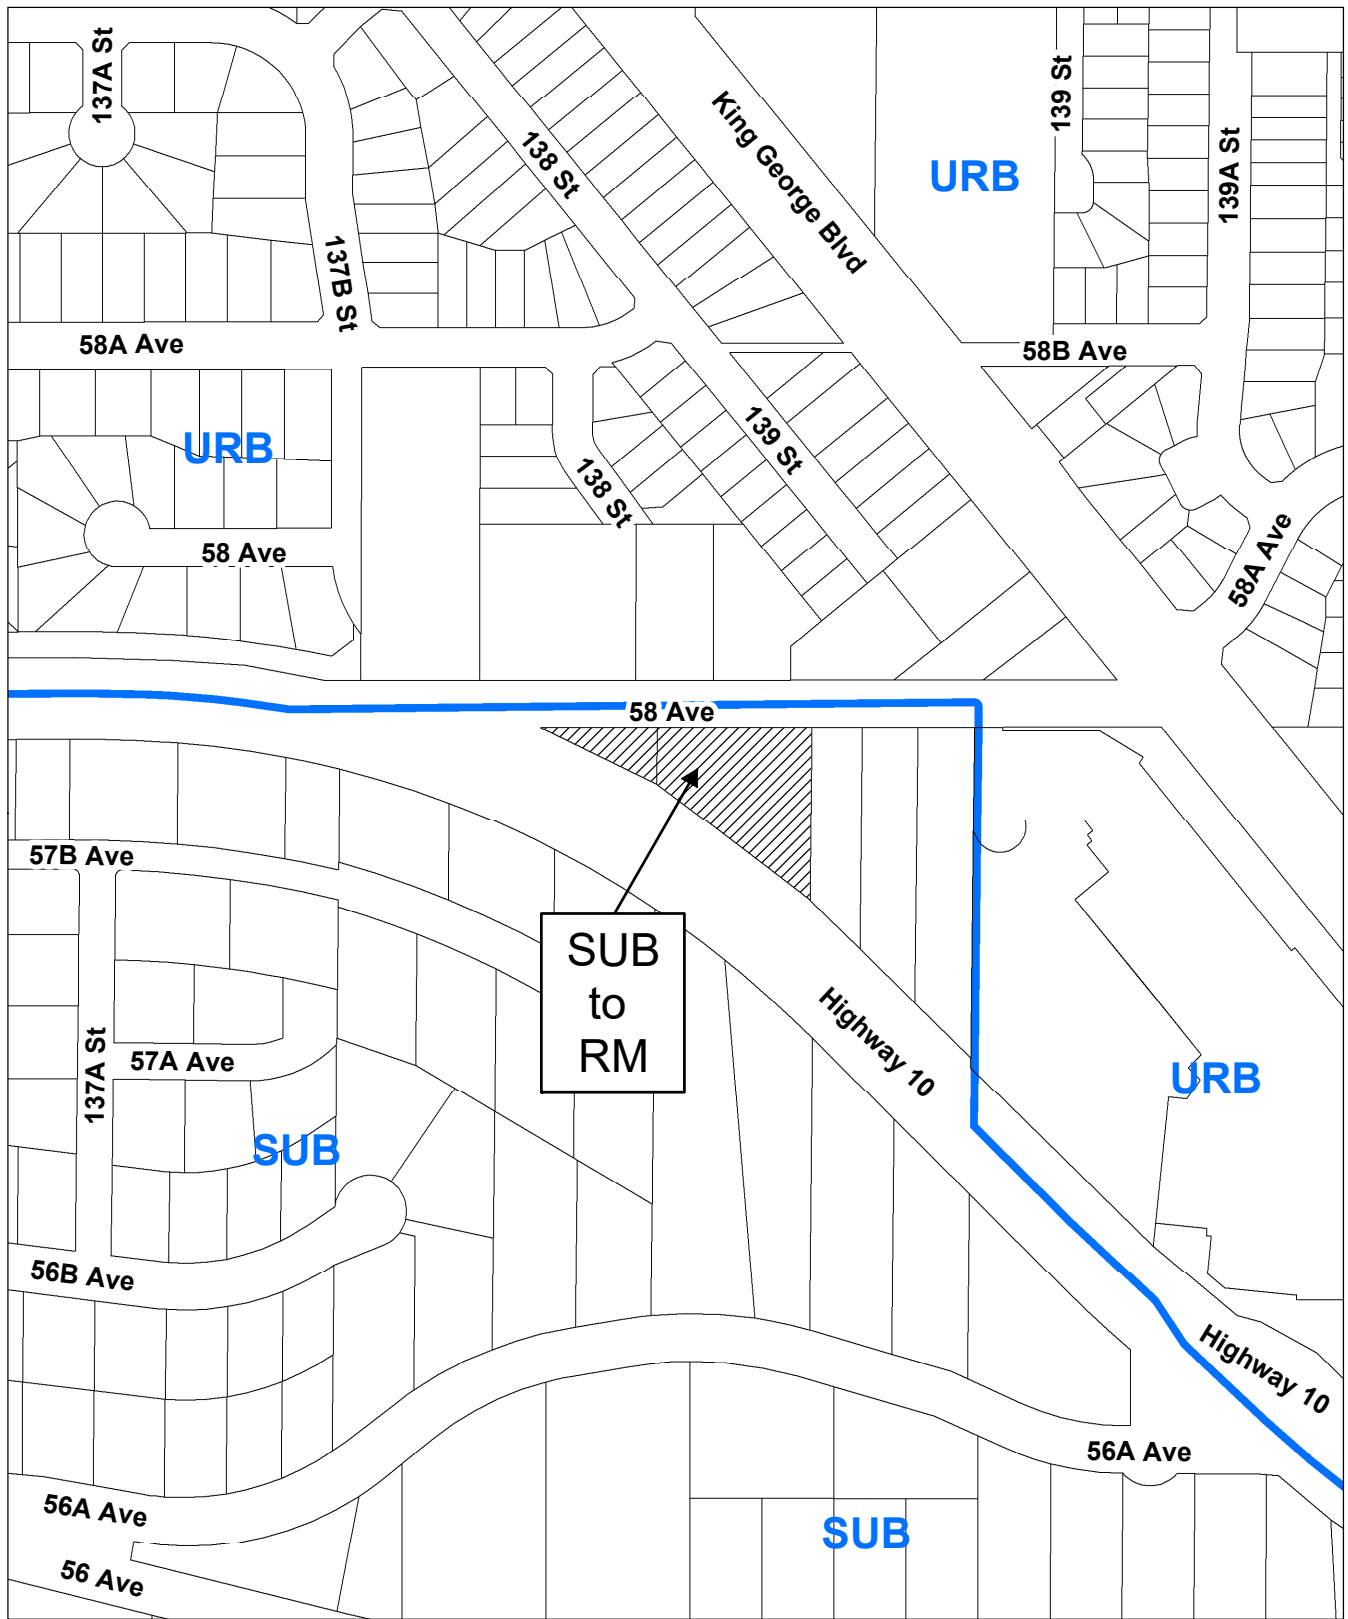 137A St
139 St
King George Blvd
138 St
URB
139A St
137B St
58A Ave
58B Ave
URB
139 St
138 St
58 Ave
58A Ave
58 Ave
57B Ave
SUB
to
RM
Highway 10
137A St
57A Ave
URB
SUB
56B Ave
Highway 10
56A Ave
56A Ave
SUB
56 Ave